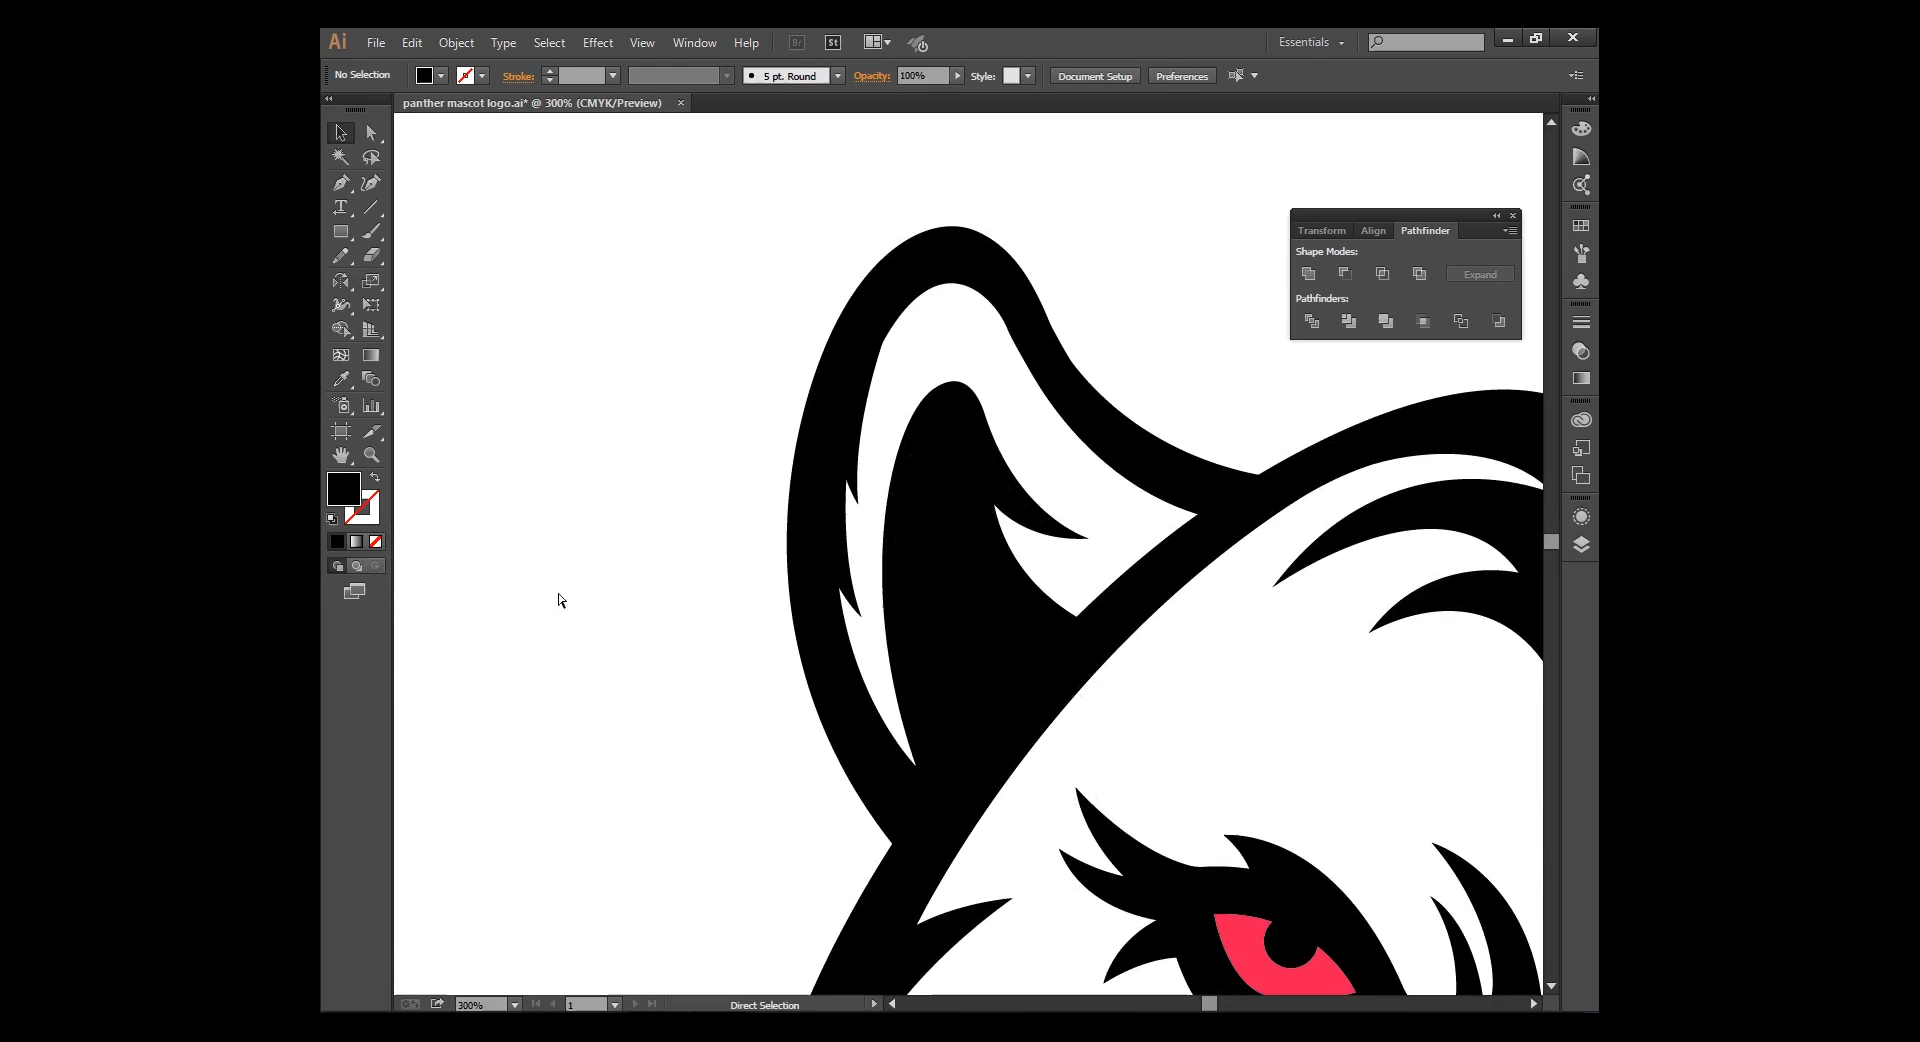 Ai File Edit Object Type Select Effect View Window Help Br St Essentials
No Selection Stroke: 5 pt. Round Opacity: 100% Style: Document Setup Preferences
panther mascot logo.ai* @ 300% (CMYK/Preview)
Transform Align Pathfinder
Shape Modes:
Expand
Pathfinders:
300% 1 Direct Selection